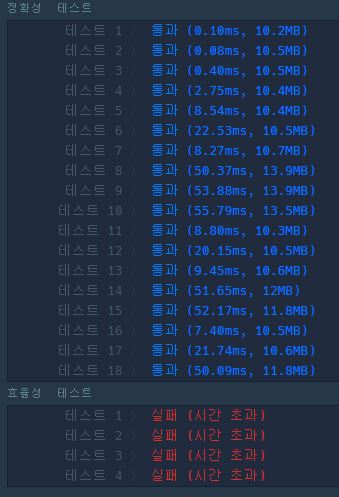 정확성 테스트
테스트 1 〉 통과 (0.10ms, 10.2MB)
테스트 2 〉 통과 (0.08ms, 10.5MB)
테스트 3 〉 통과 (0.40ms, 10.5MB)
테스트 4 〉 통과 (2.75ms, 10.4MB)
테스트 5 〉 통과 (8.54ms, 10.4MB)
테스트 6 〉 통과 (22.53ms, 10.5MB)
테스트 7 〉 통과 (8.27ms, 10.7MB)
테스트 8 〉 통과 (50.37ms, 13.9MB)
테스트 9 〉 통과 (53.88ms, 13.9MB)
테스트 10 〉 통과 (55.79ms, 13.5MB)
테스트 11 〉 통과 (8.80ms, 10.3MB)
테스트 12 〉 통과 (20.15ms, 10.5MB)
테스트 13 〉 통과 (9.45ms, 10.6MB)
테스트 14 〉 통과 (51.65ms, 12MB)
테스트 15 〉 통과 (52.17ms, 11.8MB)
테스트 16 〉 통과 (7.40ms, 10.5MB)
테스트 17 〉 통과 (21.74ms, 10.6MB)
테스트 18 〉 통과 (50.09ms, 11.8MB)
효율성 테스트
테스트 1 〉 실패 (시간 초과)
테스트 2 〉 실패 (시간 초과)
테스트 3 〉 실패 (시간 초과)
테스트 4 〉 실패 (시간 초과)